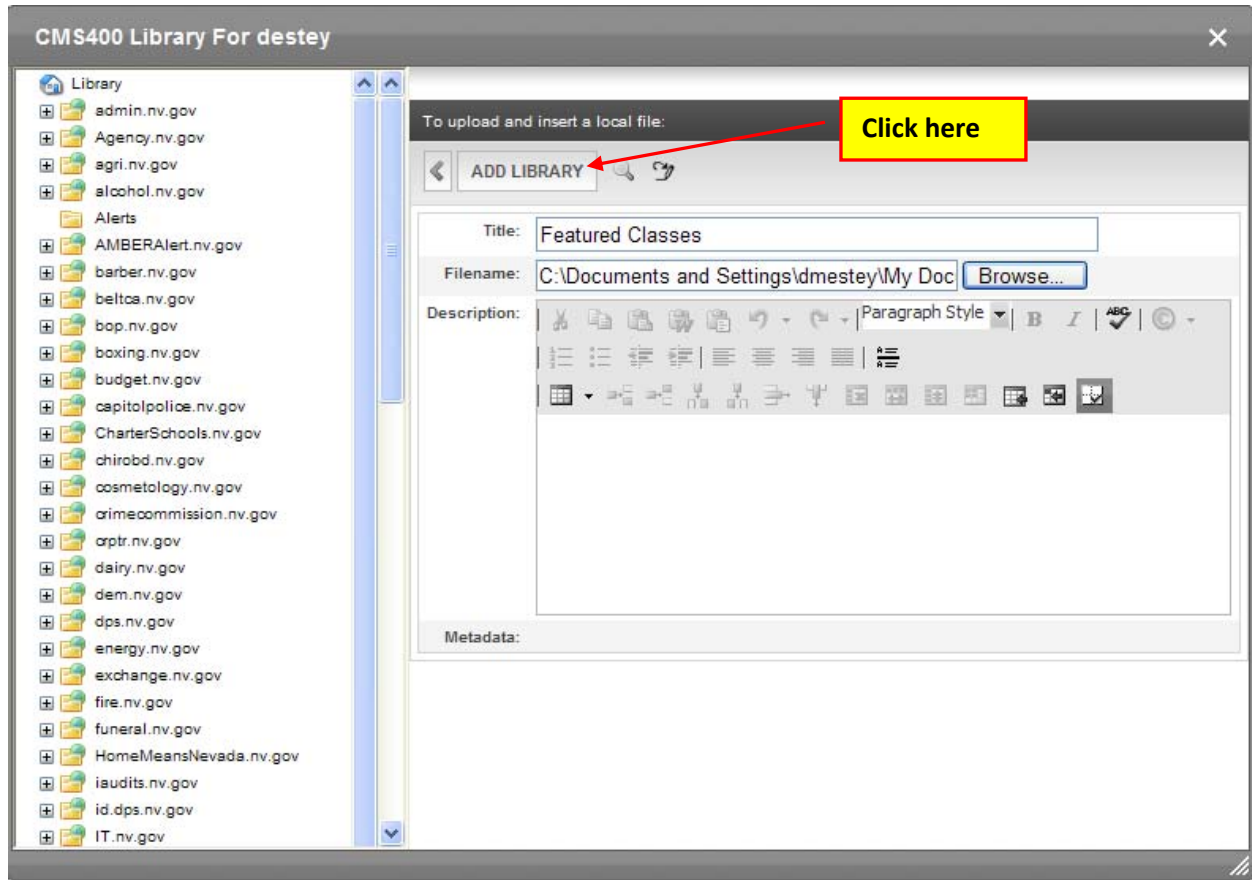 CMS400 Library For destey
Library
admin.nv.gov
Agency.nv.gov
agri.nv.gov
alcohol.nv.gov
Alerts
AMBERAlert.nv.gov
barber.nv.gov
beltca.nv.gov
bop.nv.gov
boxing.nv.gov
budget.nv.gov
capitolpolice.nv.gov
CharterSchools.nv.gov
chirobd.nv.gov
cosmetology.nv.gov
crimecommission.nv.gov
crptr.nv.gov
dairy.nv.gov
dem.nv.gov
dps.nv.gov
energy.nv.gov
exchange.nv.gov
fire.nv.gov
funeral.nv.gov
HomeMeansNevada.nv.gov
iaudits.nv.gov
id.dps.nv.gov
IT.nv.gov
To upload and insert a local file:
Click here
ADD LIBRARY
Title: Featured Classes
Filename: C:\Documents and Settings\dmestey\My Doc Browse...
Description: Paragraph Style B I ABC ©
Metadata: